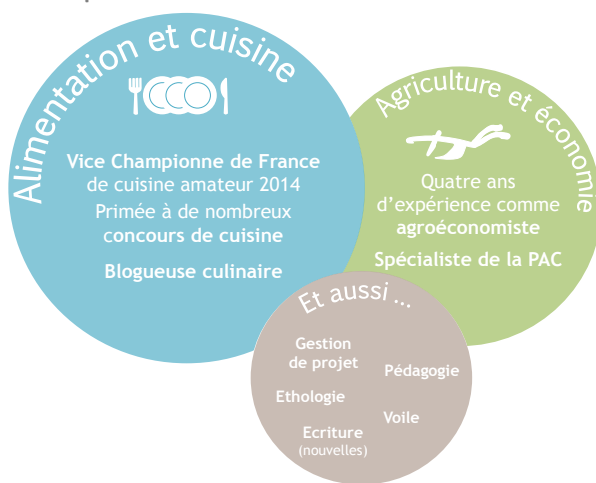 Alimentation et cuisine
Vice Championne de France
de cuisine amateur 2014
Primée à de nombreux
concours de cuisine
Blogueuse culinaire
Agriculture et économie
Quatre ans
d'expérience comme
agroéconomiste
Spécialiste de la PAC
Et aussi ...
Gestion
de projet
Pédagogie
Ethologie
Voile
Ecriture
(nouvelles)